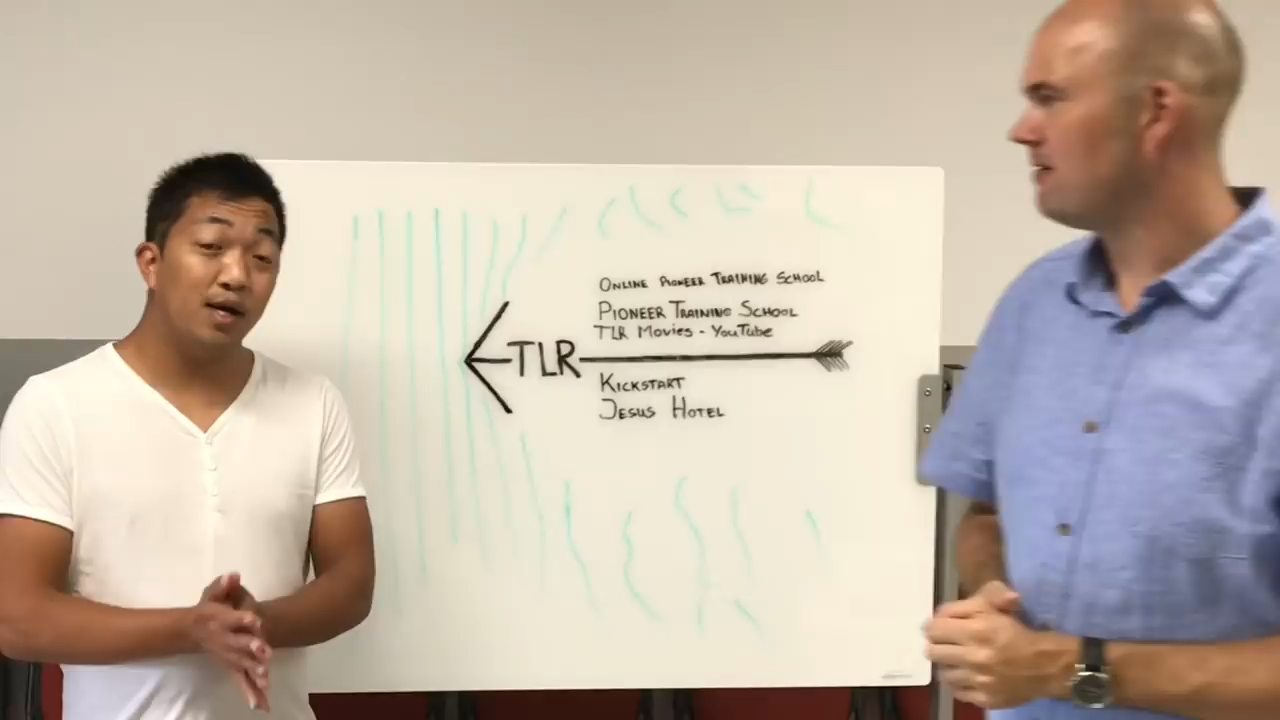 Online Pioneer Training School
Pioneer Training School
TLR Movies - YouTube
TLR
Kickstart
Jesus Hotel